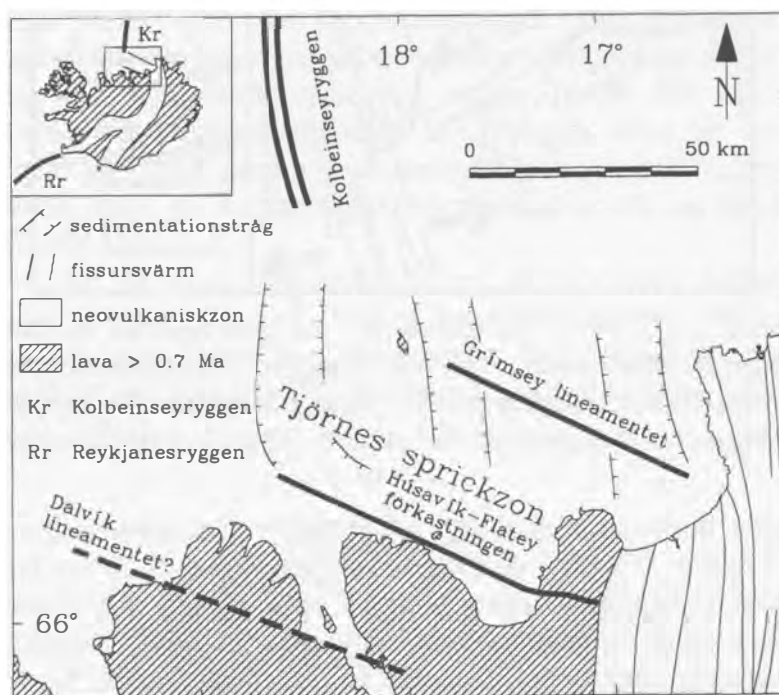 Kr
Rr
18°
17°
N
0
50 km
Kolbeinseyryggen
sedimentationstråg
fissursvärm
neovulkaniskzon
lava > 0.7 Ma
Kr Kolbeinseyryggen
Rr Reykjanesryggen
Grímsey lineamentet
Tjörnes sprickzon
Húsavík-Flatey
förkastningen
Dalvík
lineamentet?
66°